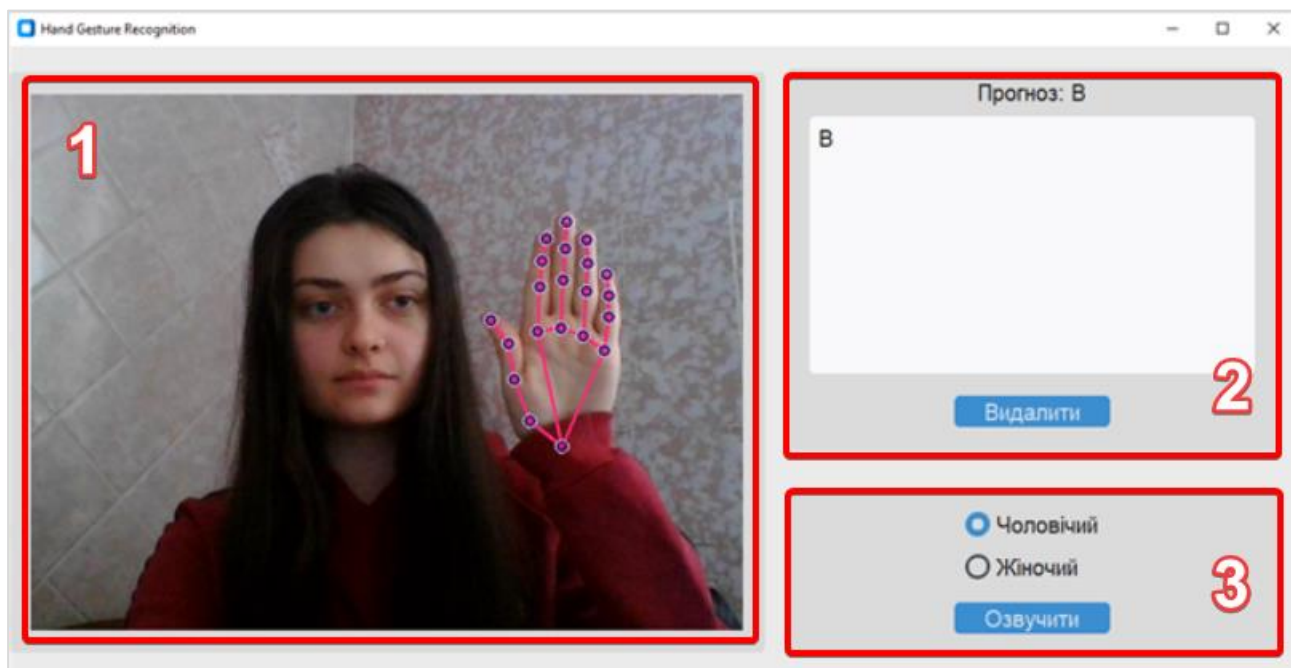 Hand Gesture Recognition
1
Прогноз: В
В
Видалити
2
Чоловічий
Жіночий
Озвучити
3